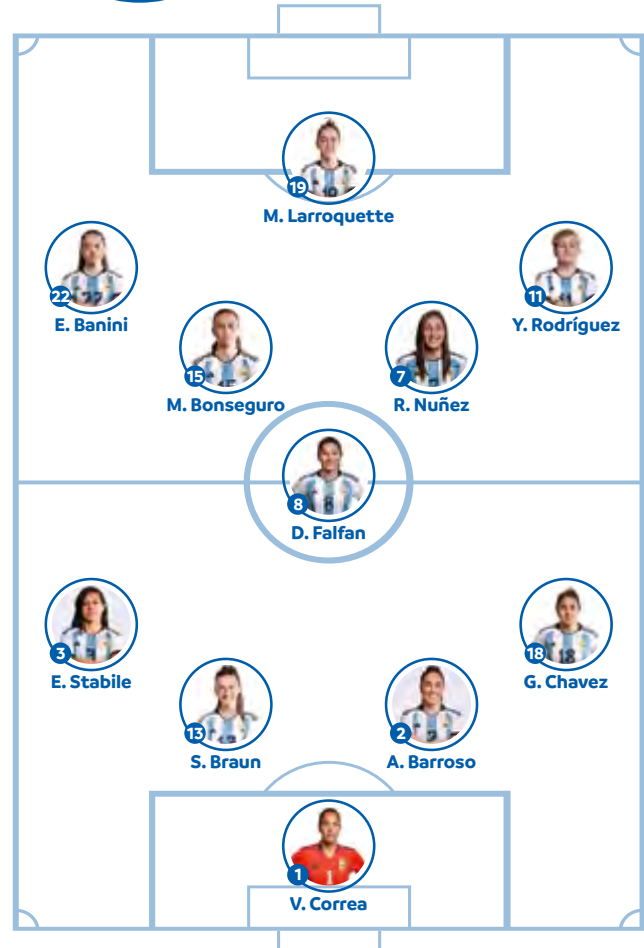 19
M. Larroquette
22
E. Banini
11
Y. Rodríguez
15
M. Bonseguro
7
R. Nuñez
8
D. Falfan
3
E. Stabile
18
G. Chavez
13
S. Braun
2
A. Barroso
1
V. Correa